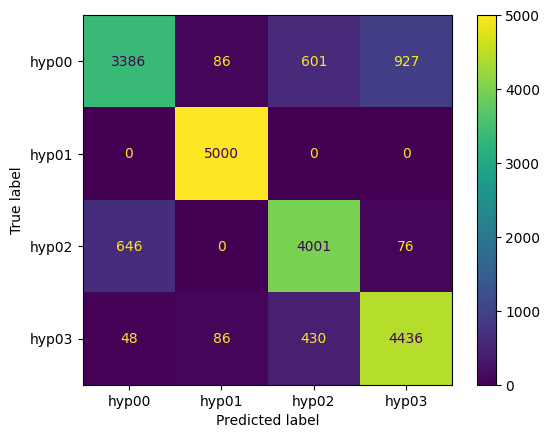 hyp00 3386 86 601 927
hyp01 0 5000 0 0
hyp02 646 0 4001 76
hyp03 48 86 430 4436
hyp00 hyp01 hyp02 hyp03
Predicted label
True label
5000
4000
3000
2000
1000
0